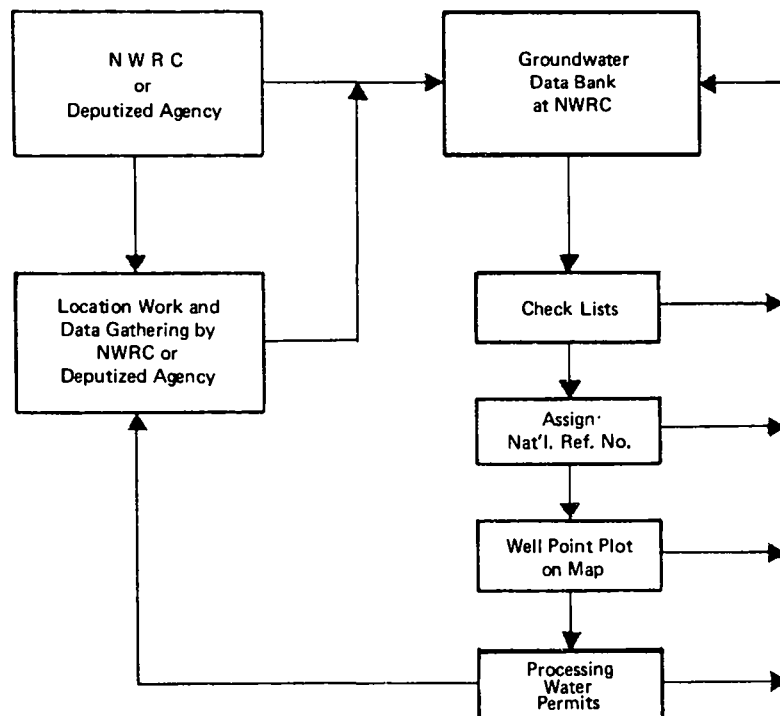 N W R C
or
Deputized Agency
Groundwater
Data Bank
at NWRC
Location Work and
Data Gathering by
NWRC or
Deputized Agency
Check Lists
Assign·
Nat'l. Ref. No.
Well Point Plot
on Map
Processing
Water
Permits